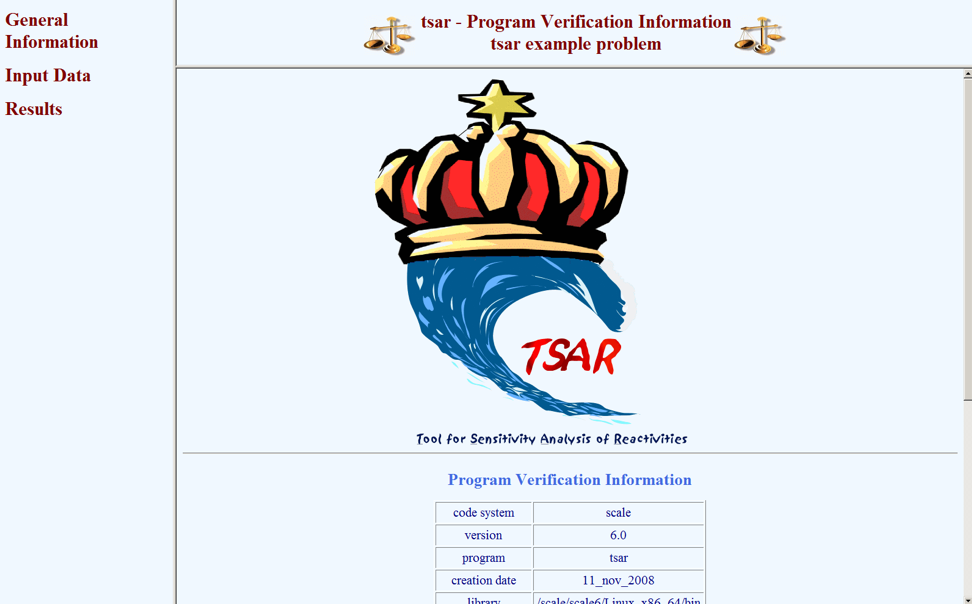 General
Information
Input Data
Results
tsar - Program Verification Information
tsar example problem
TSAR
Tool for Sensitivity Analysis of Reactivities
Program Verification Information
code system scale
version 6.0
program tsar
creation date 11_nov_2008
library /scale/scale6/Linux_x86_64/bin